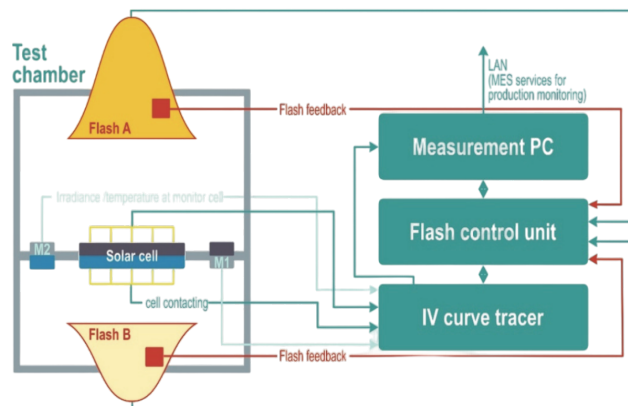 Test
chamber
Flash A
Flash feedback
LAN
(MES services for
production monitoring)
Measurement PC
Irradiance /temperature at monitor cell
Flash control unit
M2
Solar cell
M1
cell contacting
IV curve tracer
Flash B
Flash feedback